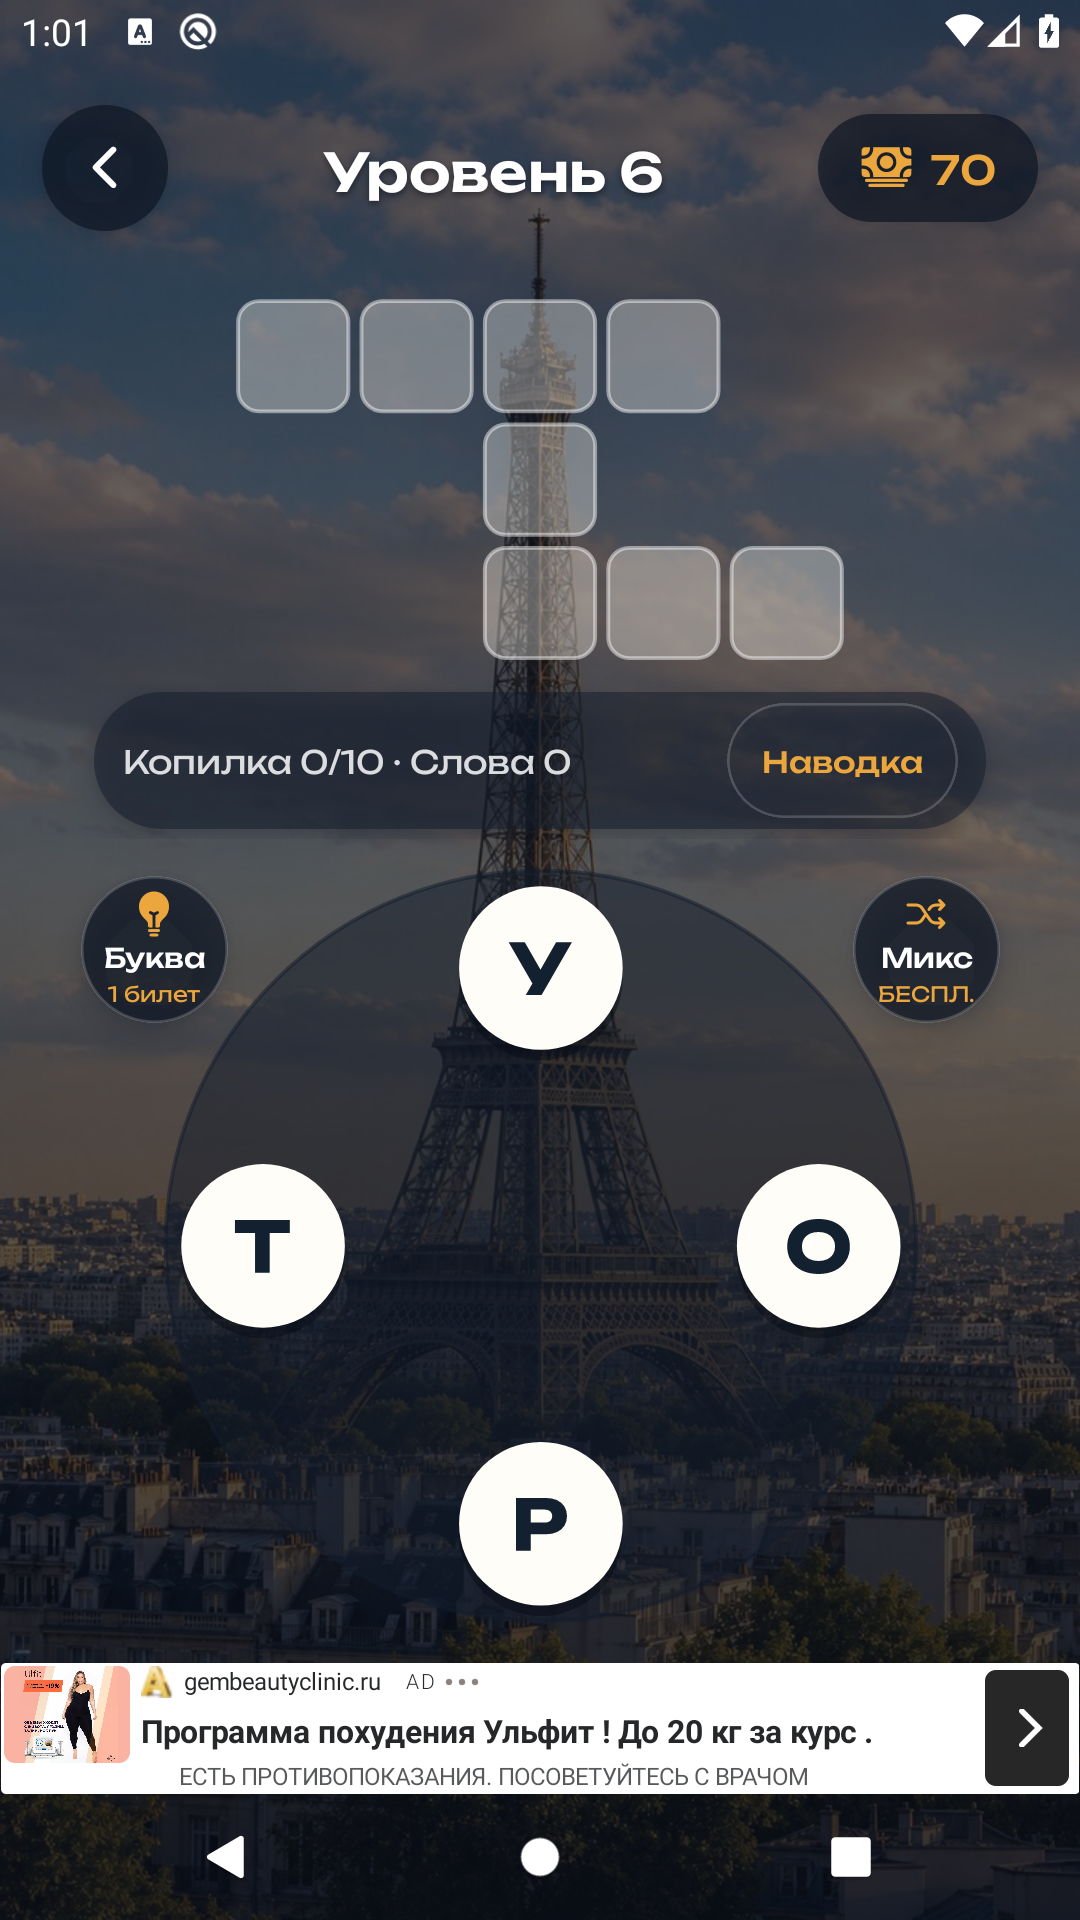 1:01
Уровень 6
70
Копилка 0/10 · Слова 0
Наводка
Буква
1 билет
Микс
БЕСПЛ.
У
Т
О
Р
gembeautyclinic.ru AD
Программа похудения Ульфит ! До 20 кг за курс .
ЕСТЬ ПРОТИВОПОКАЗАНИЯ. ПОСОВЕТУЙТЕСЬ С ВРАЧОМ